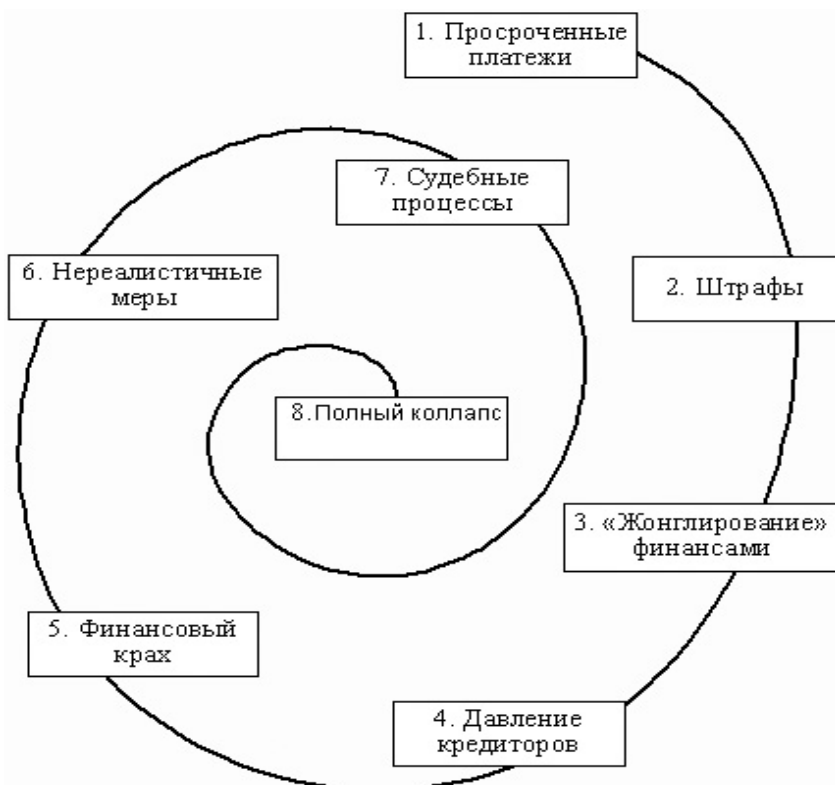 1. Просроченные
платежи
2. Штрафы
3. «Жонглирование»
финансами
4. Давление
кредиторов
5. Финансовый
крах
6. Нереалистичные
меры
7. Судебные
процессы
8.Полный коллапс